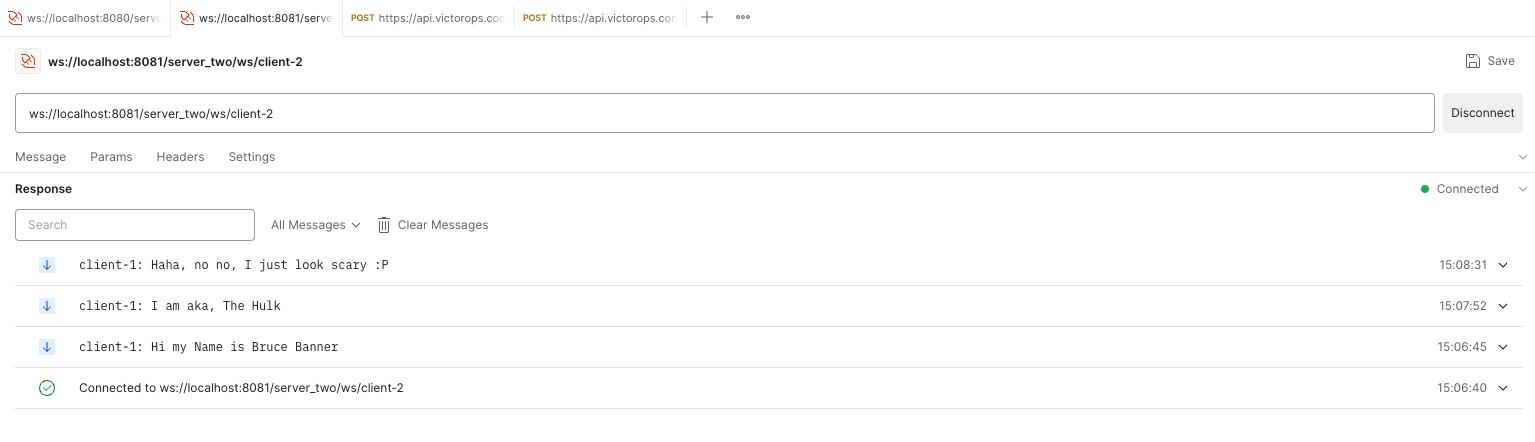 ws://localhost:8080/serve
ws://localhost:8081/serve
POST https://api.victorops.con
POST https://api.victorops.con
ws://localhost:8081/server_two/ws/client-2
Save
ws://localhost:8081/server_two/ws/client-2
Disconnect
Message Params Headers Settings
Response
Connected
Search
All Messages
Clear Messages
client-1: Haha, no no, I just look scary :P 15:08:31
client-1: I am aka, The Hulk 15:07:52
client-1: Hi my Name is Bruce Banner 15:06:45
Connected to ws://localhost:8081/server_two/ws/client-2 15:06:40